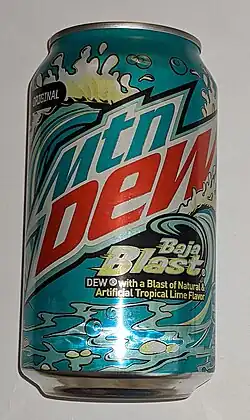 ORIGINAL
Mtn
DEW
Baja
Blast
DEW® with a Blast of Natural &
Artificial Tropical Lime Flavor